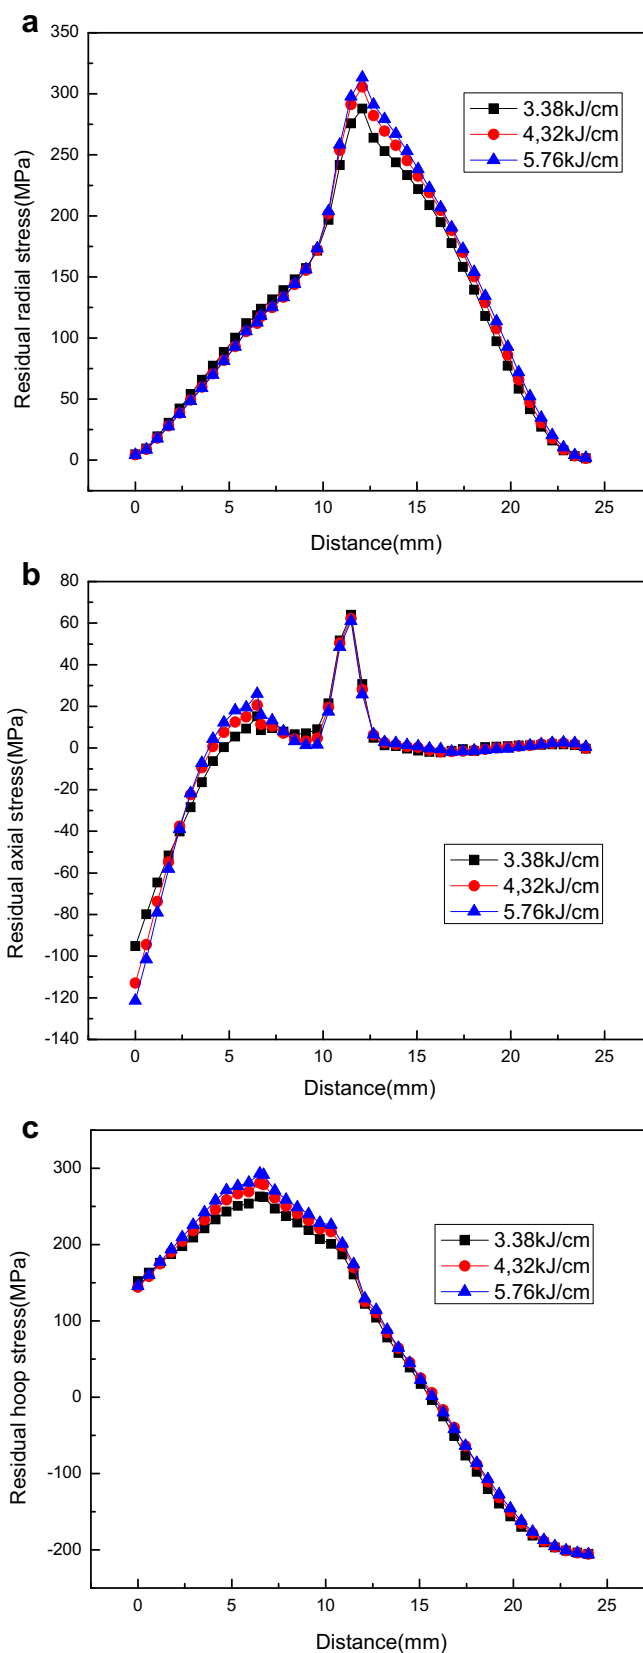 a
350
300
250
200
150
100
50
0
Residual radial stress(MPa)
3.38kJ/cm
4,32kJ/cm
5.76kJ/cm
0 5 10 15 20 25
Distance(mm)
b
80
60
40
20
0
-20
-40
-60
-80
-100
-120
-140
Residual axial stress(MPa)
3.38kJ/cm
4,32kJ/cm
5.76kJ/cm
0 5 10 15 20 25
Distance(mm)
c
300
200
100
0
-100
-200
Residual hoop stress(MPa)
3.38kJ/cm
4,32kJ/cm
5.76kJ/cm
0 5 10 15 20 25
Distance(mm)